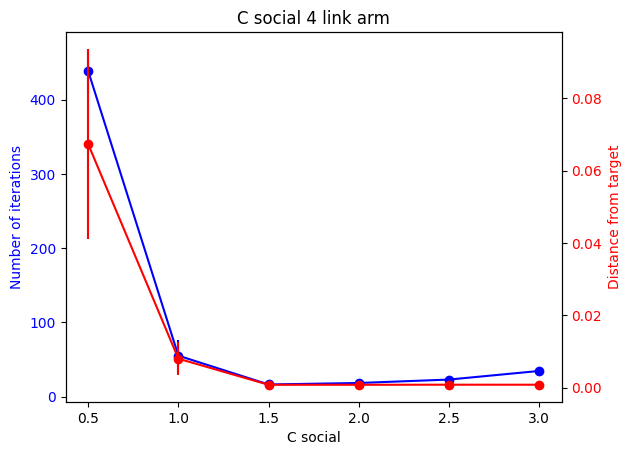 C social 4 link arm
Number of iterations
400
300
200
100
0
0.08
0.06
0.04
0.02
0.00
Distance from target
0.5 1.0 1.5 2.0 2.5 3.0
C social